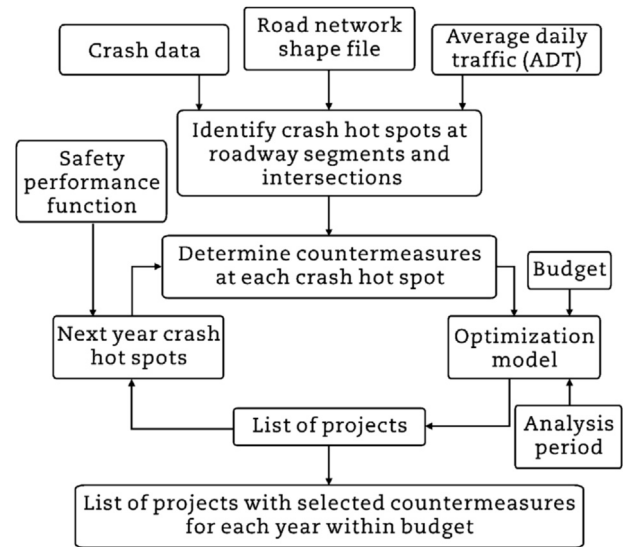 Crash data
Road network
shape file
Average daily
traffic (ADT)
Identify crash hot spots at
roadway segments and
intersections
Safety
performance
function
Determine countermeasures
at each crash hot spot
Budget
Next year crash
hot spots
Optimization
model
List of projects
Analysis
period
List of projects with selected countermeasures
for each year within budget